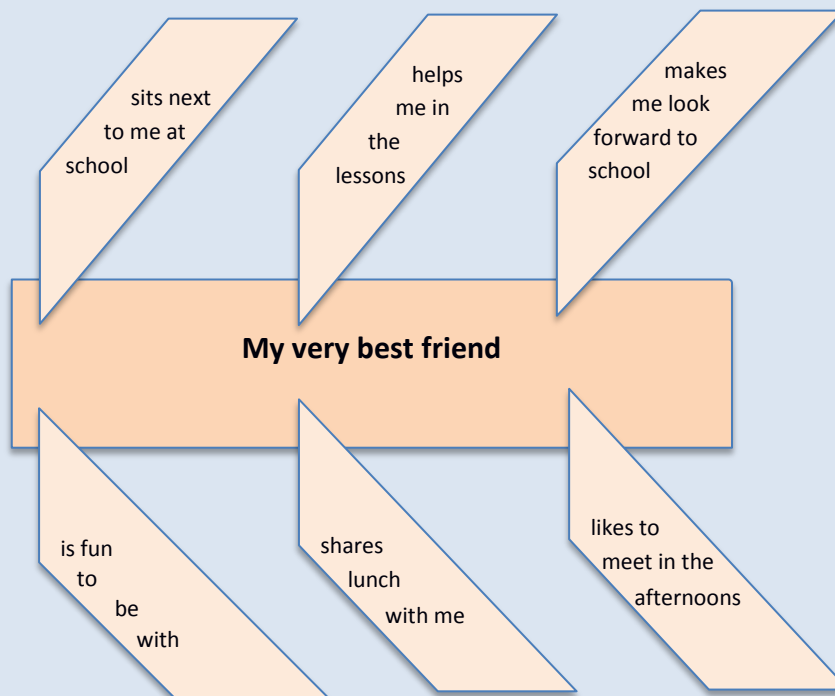 sits next
to me at
school
helps
me in
the
lessons
makes
me look
forward to
school
My very best friend
is fun
to
be
with
shares
lunch
with me
likes to
meet in the
afternoons